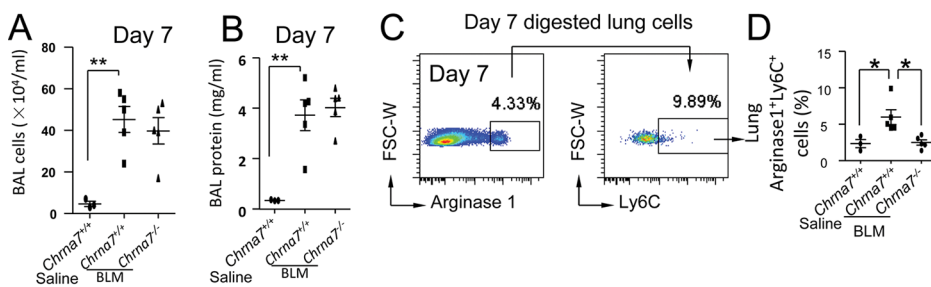 A
Day 7
BAL cells (×10⁴/ml)
80
60
40
20
0
**
Chrna7+/+
Chrna7+/+
Chrna7-/-
Saline
BLM
B
Day 7
BAL protein (mg/ml)
6
4
2
0
**
Chrna7+/+
Chrna7+/+
Chrna7-/-
Saline
BLM
C
Day 7 digested lung cells
Day 7
4.33%
FSC-W
Arginase 1
9.89%
FSC-W
Ly6C
Lung
D
Arginase1+Ly6C+
cells (%)
15
10
5
0
*
*
Chrna7+/+
Chrna7+/+
Chrna7-/-
Saline
BLM